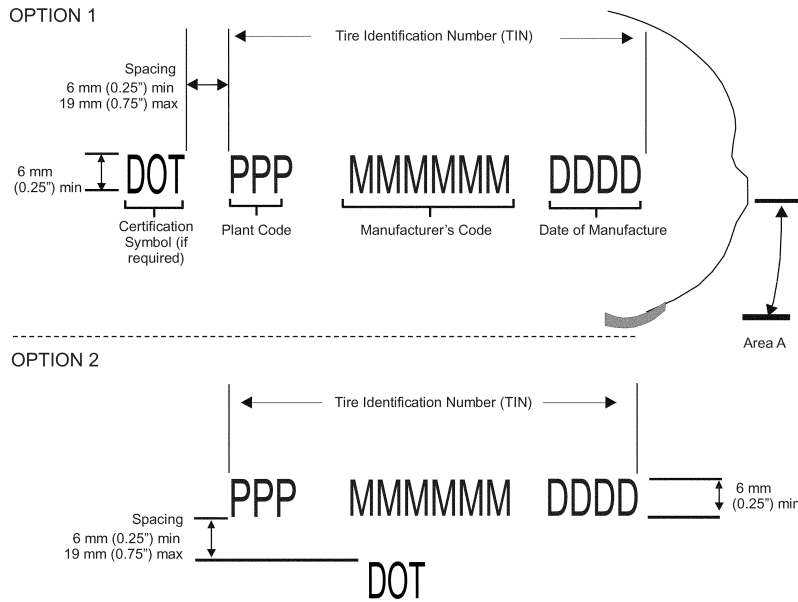 OPTION 1
Tire Identification Number (TIN)
Spacing
6 mm (0.25") min
19 mm (0.75") max
6 mm
(0.25") min
DOT PPP MMMMMM DDDD
Certification
Symbol (if
required)
Plant Code
Manufacturer's Code
Date of Manufacture
Area A
OPTION 2
Tire Identification Number (TIN)
PPP MMMMMM DDDD
6 mm
(0.25") min
Spacing
6 mm (0.25") min
19 mm (0.75") max
DOT